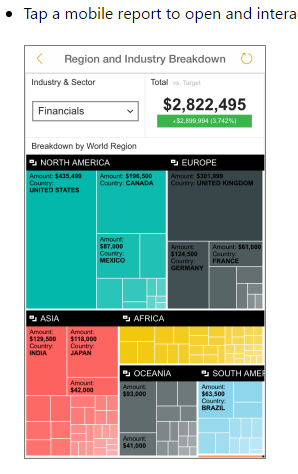 • Tap a mobile report to open and intera
Region and Industry Breakdown
Industry & Sector
Total vs. Target
Financials
$2,822,495
+$2,899,994 (3,742%)
Breakdown by World Region
NORTH AMERICA
EUROPE
Amount: $435,499
Country:
UNITED STATES
Amount: $196,500
Country: CANADA
Amount: $301,999
Country: UNITED KINGDOM
Amount:
$87,000
Country:
MEXICO
Amount:
$124,500
Country:
GERMANY
Amount: $61,000
Country:
FRANCE
ASIA
AFRICA
Amount:
$129,500
Country:
INDIA
Amount:
$118,000
Country:
JAPAN
Amount:
$42,000
OCEANIA
SOUTH AMER
Amount:
$93,000
Amount:
$63,500
Country:
BRAZIL
Amount:
$41,000